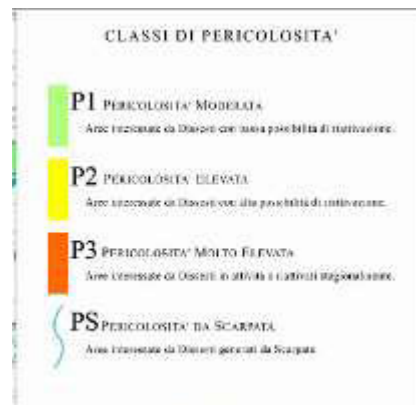 CLASSI DI PERICOLOSITA'
P1 PERICOLOSITA' MODERATA
Aree interessate da Dissesti con bassa possibilità di riattivazione.
P2 PERICOLOSITA' ELEVATA
Aree interessate da Dissesti con alta possibilità di riattivazione.
P3 PERICOLOSITA' MOLTO ELEVATA
Aree interessate da Dissesti in attività o riattivati stagionalmente.
PS PERICOLOSITA' DA SCARPATA
Aree interessate da Dissesti generati da Scarpate